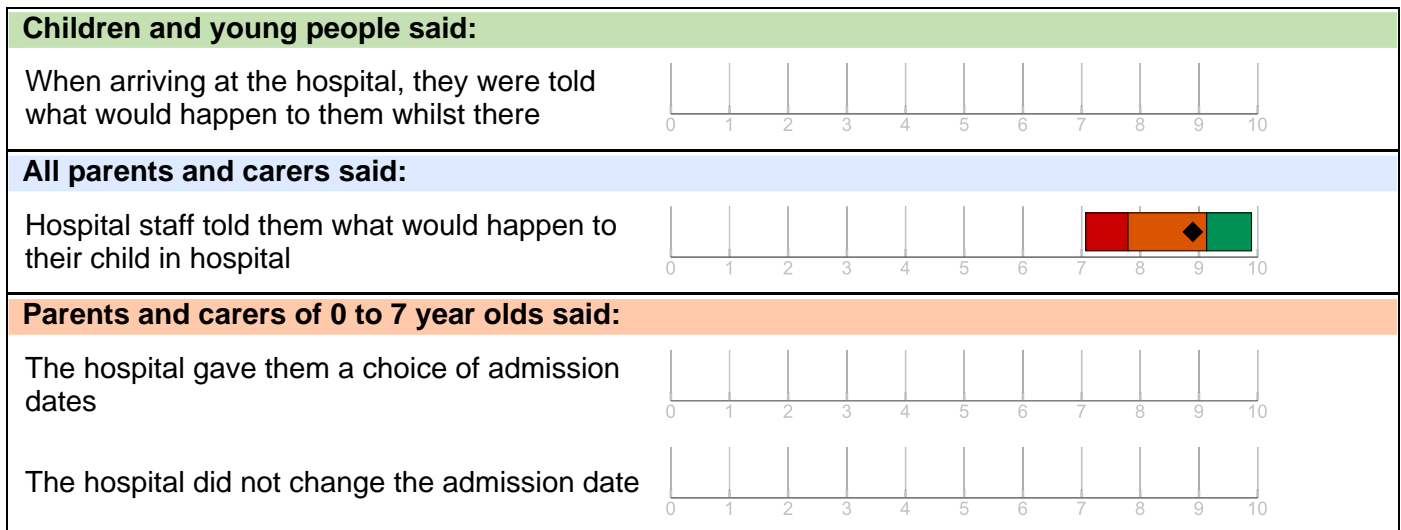 Children and young people said:
When arriving at the hospital, they were told
what would happen to them whilst there
0 1 2 3 4 5 6 7 8 9 10
All parents and carers said:
Hospital staff told them what would happen to
their child in hospital
0 1 2 3 4 5 6 7 8 9 10
Parents and carers of 0 to 7 year olds said:
The hospital gave them a choice of admission
dates
0 1 2 3 4 5 6 7 8 9 10
The hospital did not change the admission date
0 1 2 3 4 5 6 7 8 9 10